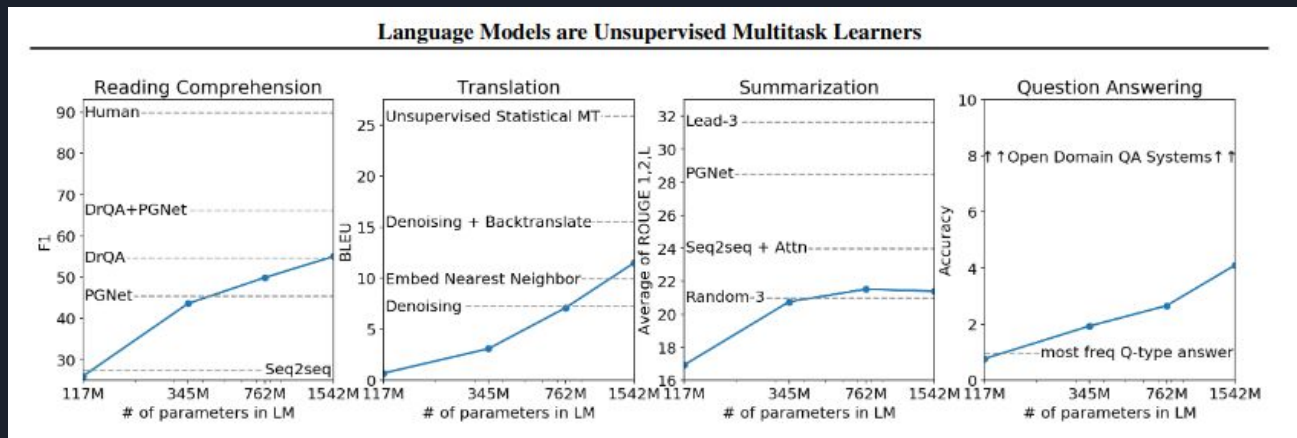 Language Models are Unsupervised Multitask Learners
Reading Comprehension
90
80
70
60
50
40
30
F1
Human
DrQA+PGNet
DrQA
PGNet
Seq2seq
117M 345M 762M 1542M
# of parameters in LM
Translation
25
20
15
10
5
0
BLEU
Unsupervised Statistical MT
Denoising + Backtranslate
Embed Nearest Neighbor
Denoising
117M 345M 762M 1542M
# of parameters in LM
Summarization
32
30
28
26
24
22
20
18
16
Average of ROUGE 1,2,L
Lead-3
PGNet
Seq2seq + Attn
Random-3
117M 345M 762M 1542M
# of parameters in LM
Question Answering
10
8
6
4
2
0
Accuracy
↑↑Open Domain QA Systems↑↑
most freq Q-type answer
117M 345M 762M 1542M
# of parameters in LM